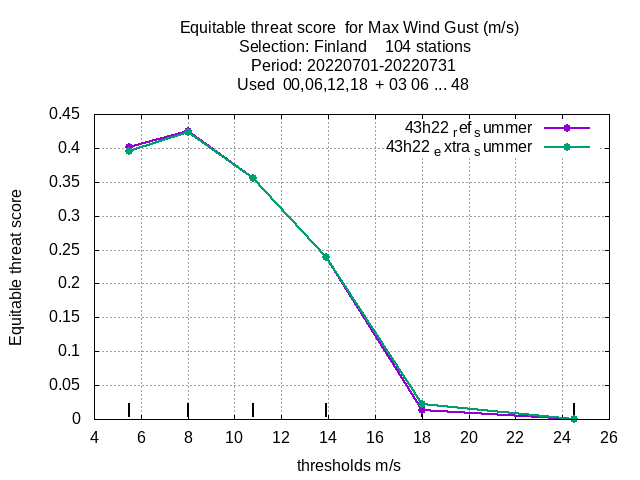 Equitable threat score for Max Wind Gust (m/s)
Selection: Finland 104 stations
Period: 20220701-20220731
Used 00,06,12,18 + 03 06 ... 48
43h22 ref summer
43h22 extra summer
Equitable threat score
0.45
0.4
0.35
0.3
0.25
0.2
0.15
0.1
0.05
0
4 6 8 10 12 14 16 18 20 22 24 26
thresholds m/s